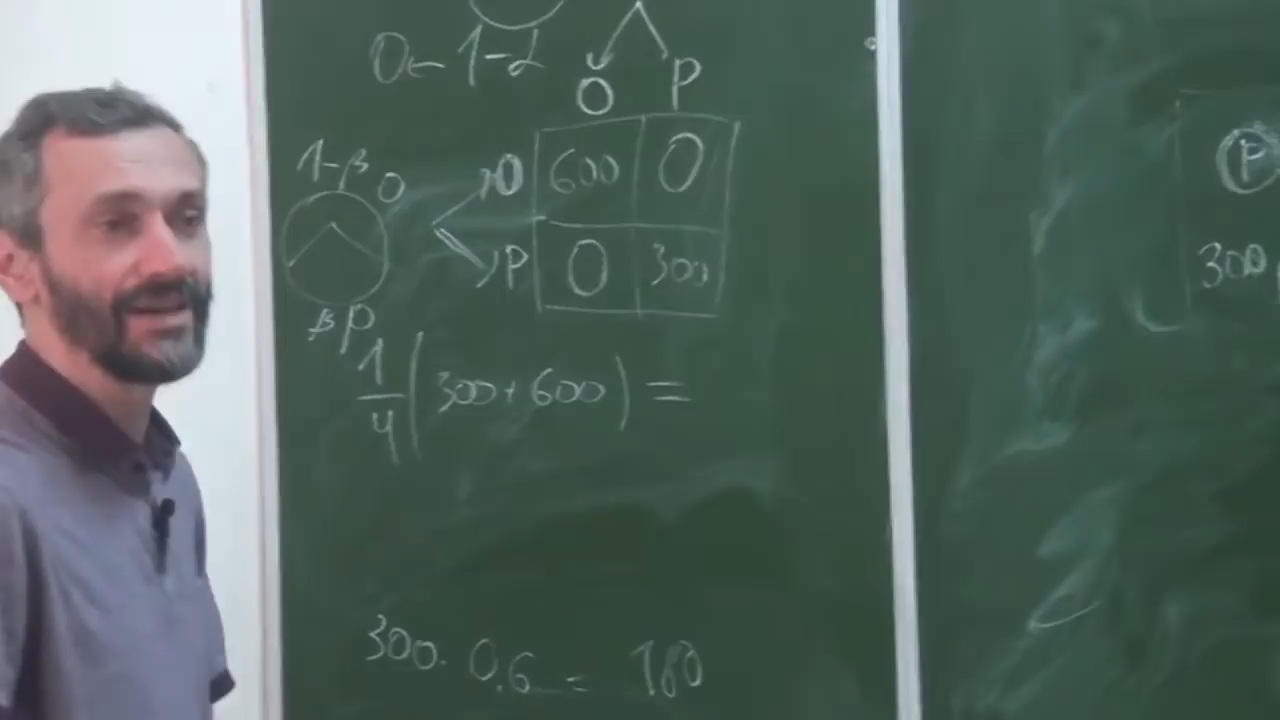 О ← 1-α
О Р
1-β О
О 600 0
Р 0 300
β Р
1/4 (300 + 600) =
300 · 0,6 = 180
Р
300